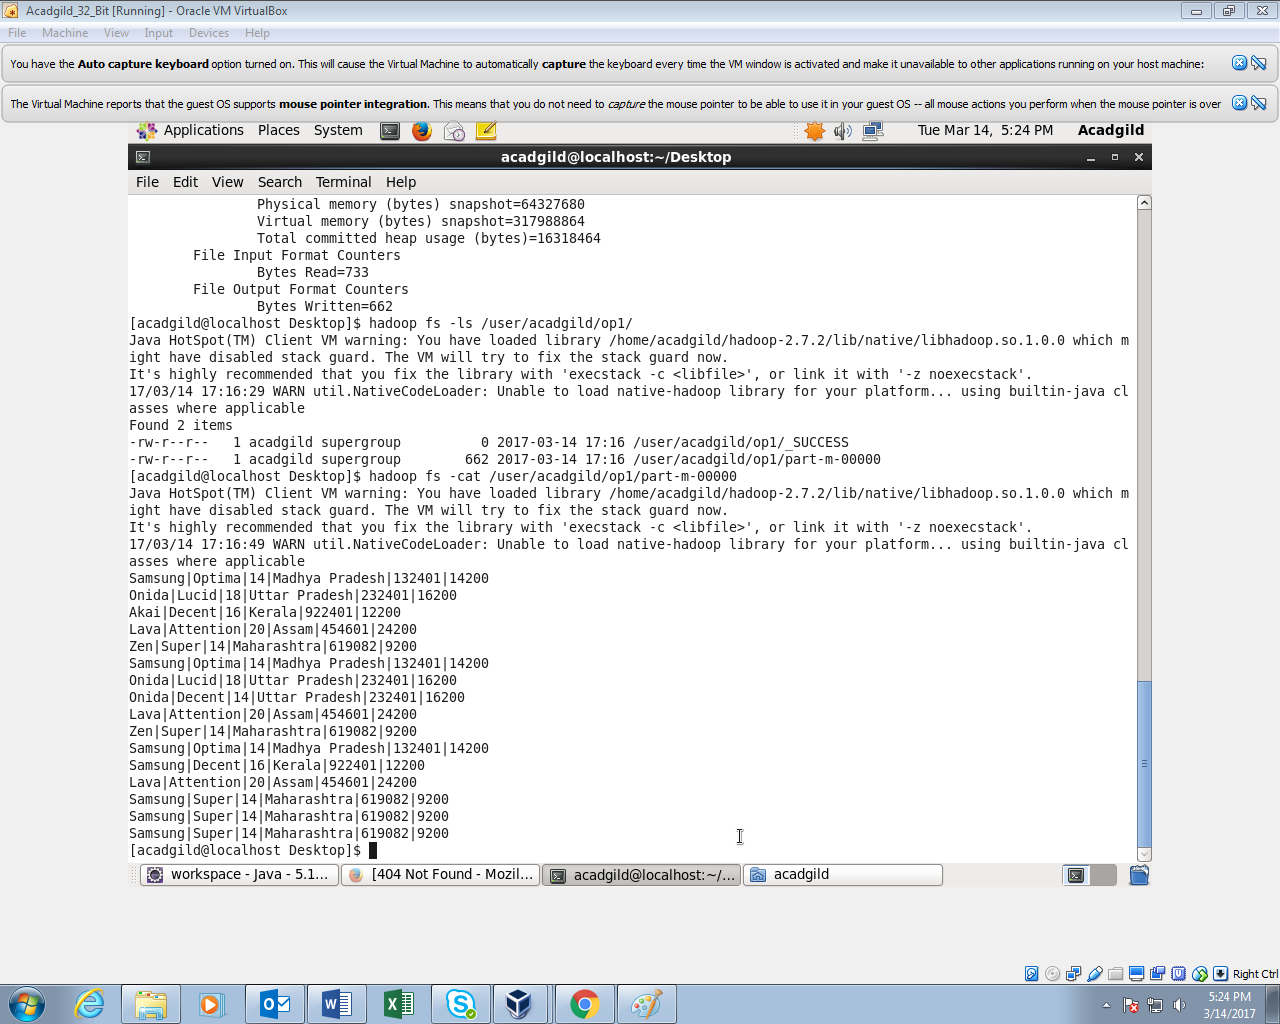 Acadgild_32_Bit [Running] - Oracle VM VirtualBox
File Machine View Input Devices Help
You have the Auto capture keyboard option turned on. This will cause the Virtual Machine to automatically capture the keyboard every time the VM window is activated and make it unavailable to other applications running on your host machine:
The Virtual Machine reports that the guest OS supports mouse pointer integration. This means that you do not need to capture the mouse pointer to be able to use it in your guest OS -- all mouse actions you perform when the mouse pointer is over
Applications Places System Tue Mar 14, 5:24 PM Acadgild
acadgild@localhost:~/Desktop
File Edit View Search Terminal Help
Physical memory (bytes) snapshot=64327680
Virtual memory (bytes) snapshot=317988864
Total committed heap usage (bytes)=16318464
File Input Format Counters
Bytes Read=733
File Output Format Counters
Bytes Written=662
[acadgild@localhost Desktop]$ hadoop fs -ls /user/acadgild/op1/
Java HotSpot(TM) Client VM warning: You have loaded library /home/acadgild/hadoop-2.7.2/lib/native/libhadoop.so.1.0.0 which m
ight have disabled stack guard. The VM will try to fix the stack guard now.
It's highly recommended that you fix the library with 'execstack -c <libfile>', or link it with '-z noexecstack'.
17/03/14 17:16:29 WARN util.NativeCodeLoader: Unable to load native-hadoop library for your platform... using builtin-java cl
asses where applicable
Found 2 items
-rw-r--r-- 1 acadgild supergroup 0 2017-03-14 17:16 /user/acadgild/op1/_SUCCESS
-rw-r--r-- 1 acadgild supergroup 662 2017-03-14 17:16 /user/acadgild/op1/part-m-00000
[acadgild@localhost Desktop]$ hadoop fs -cat /user/acadgild/op1/part-m-00000
Java HotSpot(TM) Client VM warning: You have loaded library /home/acadgild/hadoop-2.7.2/lib/native/libhadoop.so.1.0.0 which m
ight have disabled stack guard. The VM will try to fix the stack guard now.
It's highly recommended that you fix the library with 'execstack -c <libfile>', or link it with '-z noexecstack'.
17/03/14 17:16:49 WARN util.NativeCodeLoader: Unable to load native-hadoop library for your platform... using builtin-java cl
asses where applicable
Samsung|Optima|14|Madhya Pradesh|132401|14200
Onida|Lucid|18|Uttar Pradesh|232401|16200
Akai|Decent|16|Kerala|922401|12200
Lava|Attention|20|Assam|454601|24200
Zen|Super|14|Maharashtra|619082|9200
Samsung|Optima|14|Madhya Pradesh|132401|14200
Onida|Lucid|18|Uttar Pradesh|232401|16200
Onida|Decent|14|Uttar Pradesh|232401|16200
Lava|Attention|20|Assam|454601|24200
Zen|Super|14|Maharashtra|619082|9200
Samsung|Optima|14|Madhya Pradesh|132401|14200
Samsung|Decent|16|Kerala|922401|12200
Lava|Attention|20|Assam|454601|24200
Samsung|Super|14|Maharashtra|619082|9200
Samsung|Super|14|Maharashtra|619082|9200
Samsung|Super|14|Maharashtra|619082|9200
[acadgild@localhost Desktop]$
workspace - Java - 5.1... [404 Not Found - Mozil... acadgild@localhost:~/... acadgild
Right Ctrl
5:24 PM
3/14/2017